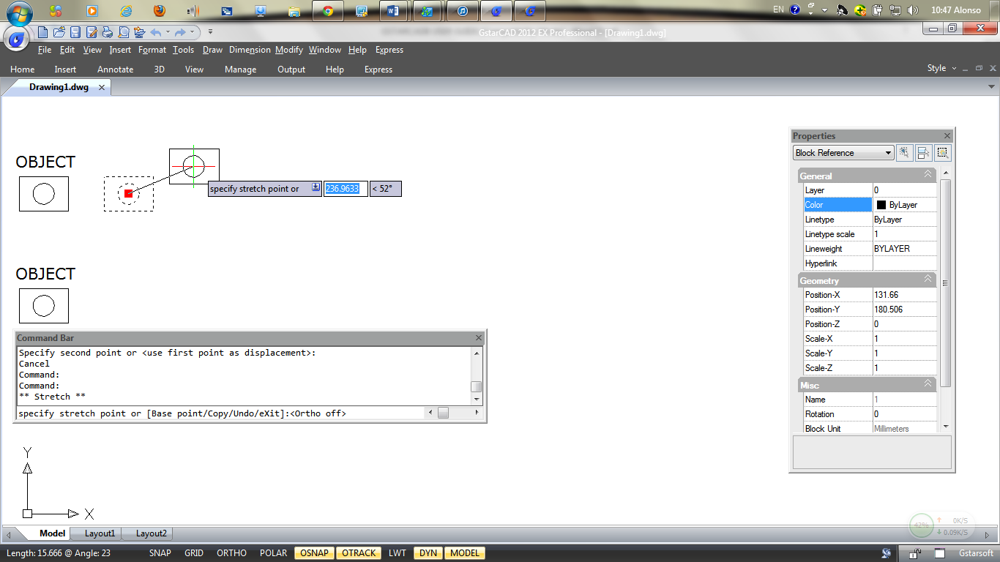 EN 10:47 Alonso
GstarCAD 2012 EX Professional - [Drawing1.dwg]
File Edit View Insert Format Tools Draw Dimension Modify Window Help Express
Home Insert Annotate 3D View Manage Output Help Express Style
Drawing1.dwg
OBJECT
specify stretch point or 236.9633 < 52°
OBJECT
Command Bar
Specify second point or <use first point as displacement>:
Cancel
Command:
Command:
** Stretch **
specify stretch point or [Base point/Copy/Undo/eXit]:<Ortho off>
Y
X
Properties
Block Reference
General
Layer 0
Color ByLayer
Linetype ByLayer
Linetype scale 1
Lineweight BYLAYER
Hyperlink
Geometry
Position-X 131.66
Position-Y 180.506
Position-Z 0
Scale-X 1
Scale-Y 1
Scale-Z 1
Misc
Name 1
Rotation 0
Block Unit Millimeters
42% 0K/S
0.09K/S
Model Layout1 Layout2
Length: 15.666 @ Angle: 23 SNAP GRID ORTHO POLAR OSNAP OTRACK LWT DYN MODEL Gstarsoft